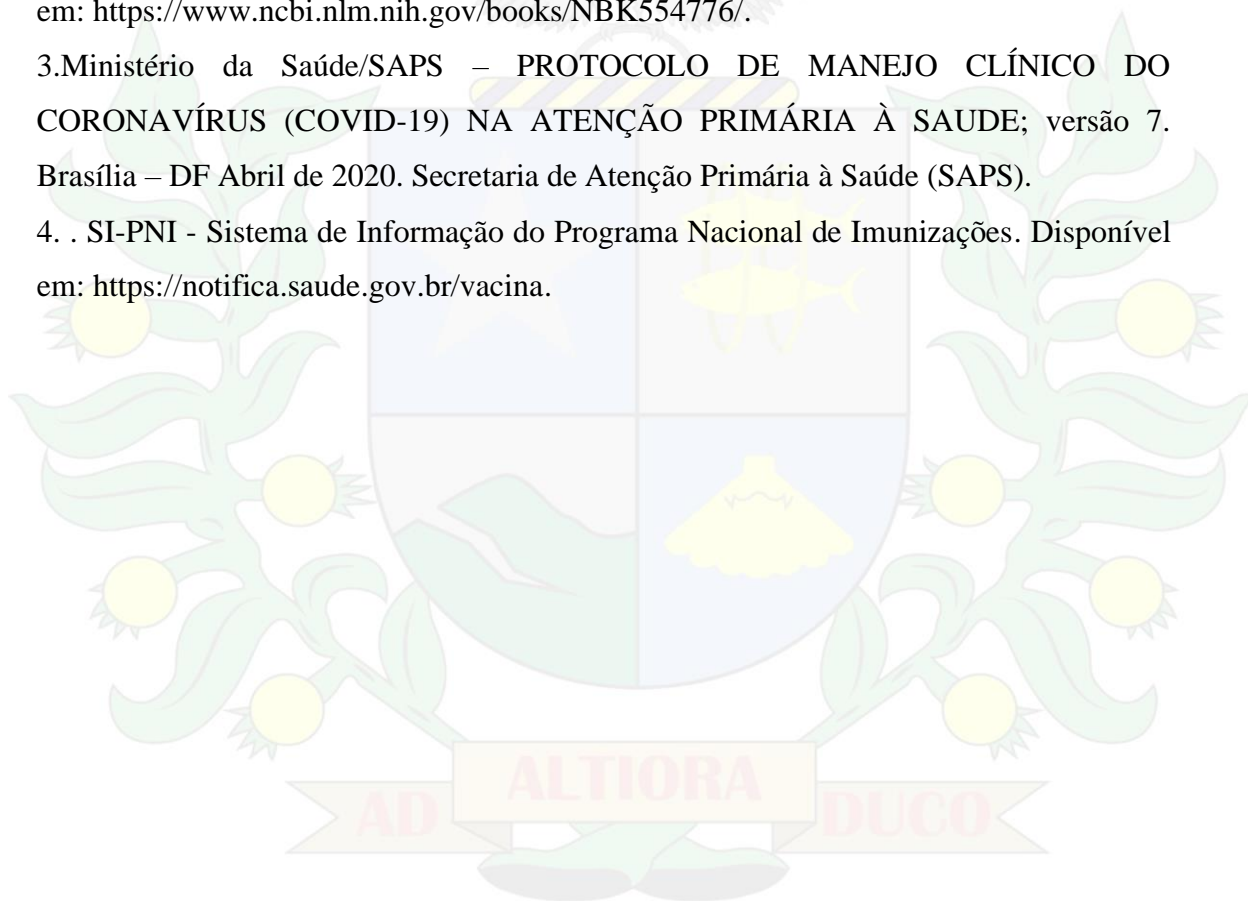 em: https://www.ncbi.nlm.nih.gov/books/NBK554776/.
3.Ministério da Saúde/SAPS – PROTOCOLO DE MANEJO CLÍNICO DO
CORONAVÍRUS (COVID-19) NA ATENÇÃO PRIMÁRIA À SAUDE; versão 7.
Brasília – DF Abril de 2020. Secretaria de Atenção Primária à Saúde (SAPS).
4. . SI-PNI - Sistema de Informação do Programa Nacional de Imunizações. Disponível
em: https://notifica.saude.gov.br/vacina.
AD ALTIORA DUCO